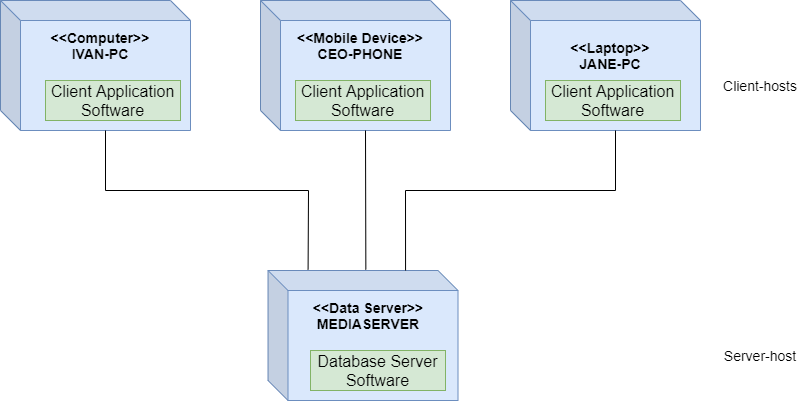 <<Computer>>
IVAN-PC
Client Application
Software
<<Mobile Device>>
CEO-PHONE
Client Application
Software
<<Laptop>>
JANE-PC
Client Application
Software
Client-hosts
<<Data Server>>
MEDIASERVER
Database Server
Software
Server-host